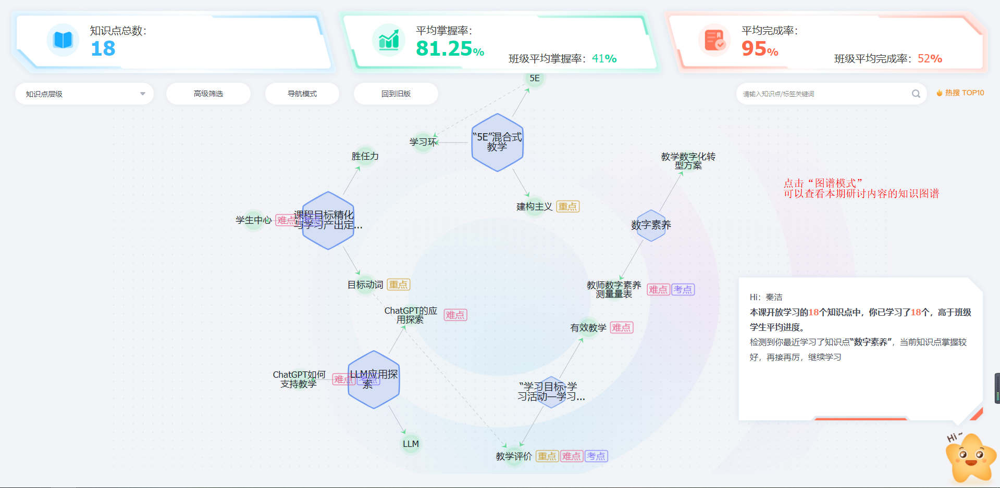 知识点总数：
18
平均掌握率：
81.25%
班级平均掌握率：41%
平均完成率：
95%
班级平均完成率：52%
知识点层级
高级筛选
导航模式
回到旧版
请输入知识点/标签关键词
热搜 TOP10
5E
“5E”混合式
教学
学习环
胜任力
教学数字化转
型方案
点击“图谱模式”
可以查看本期研讨内容的知识图谱
建构主义 重点
学生中心 难点 考点
课程目标精化
与学习产出定...
数字素养
目标动词 重点
教师数字素养
测量量表
难点 考点
ChatGPT的应
用探索
难点
有效教学 难点
Hi：秦洁
本课开放学习的18个知识点中，你已学习了18个，高于班级
学生平均进度。
检测到你最近学习了知识点“数字素养”，当前知识点掌握较
好，再接再厉，继续学习
ChatGPT如何
支持教学
难点 考点
LLM应用探
索
“学习目标-学
习活动—学习...
LLM
教学评价 重点 难点 考点
Hi~